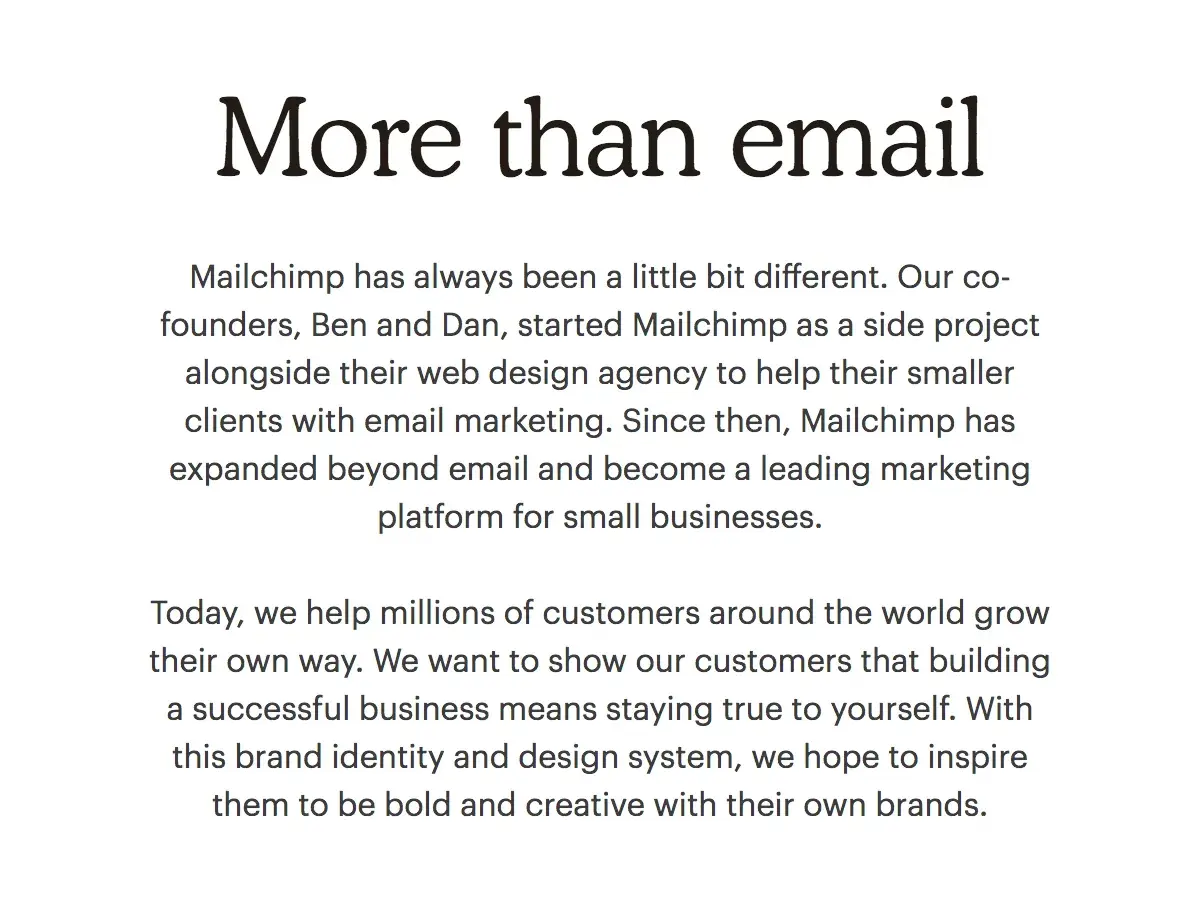 More than email
Mailchimp has always been a little bit different. Our co-
founders, Ben and Dan, started Mailchimp as a side project
alongside their web design agency to help their smaller
clients with email marketing. Since then, Mailchimp has
expanded beyond email and become a leading marketing
platform for small businesses.
Today, we help millions of customers around the world grow
their own way. We want to show our customers that building
a successful business means staying true to yourself. With
this brand identity and design system, we hope to inspire
them to be bold and creative with their own brands.